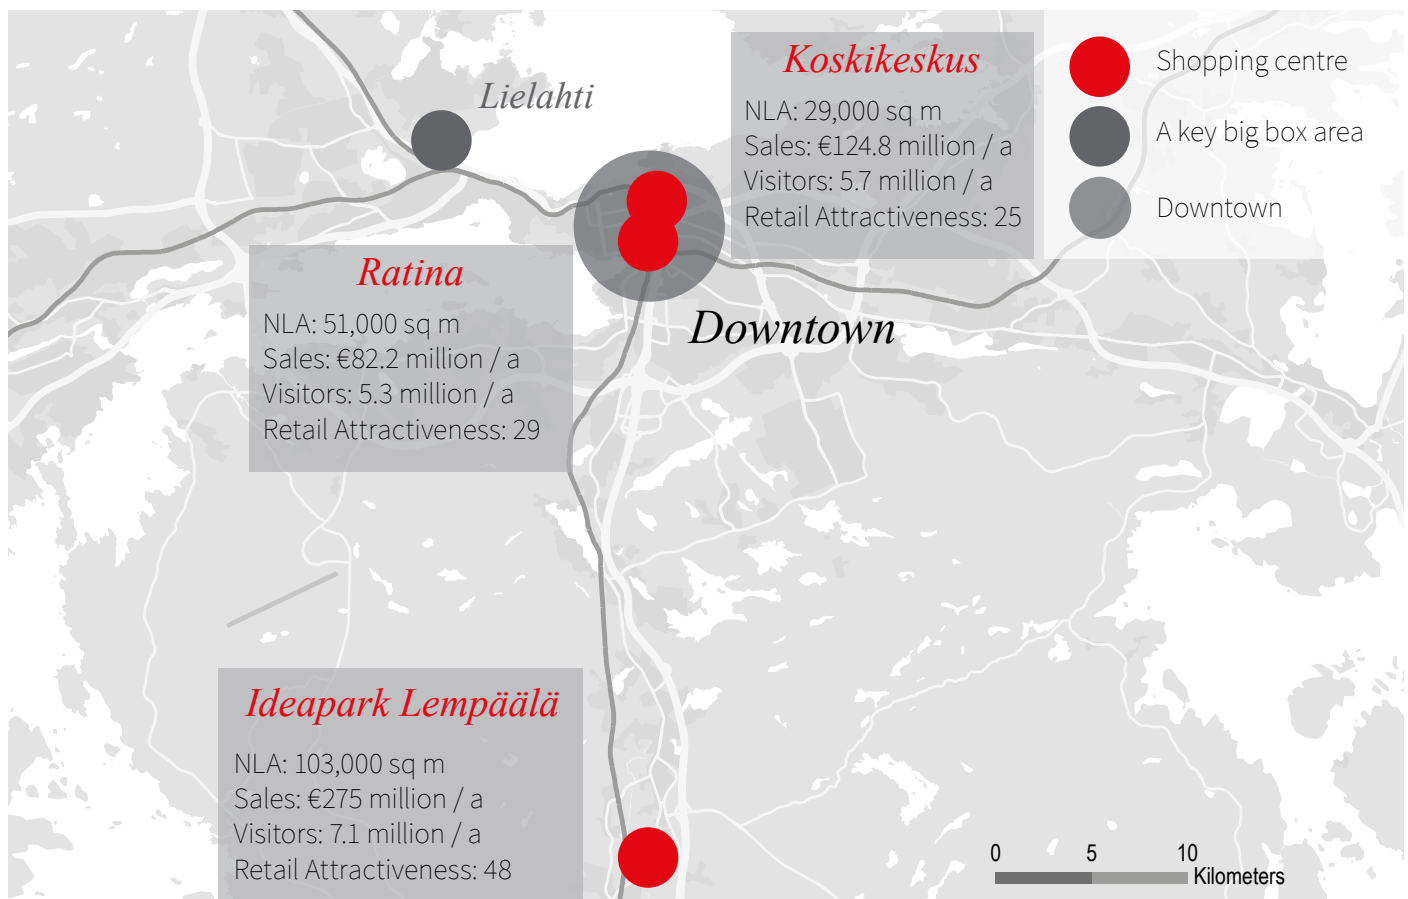 Lielahti
Koskikeskus
NLA: 29,000 sq m
Sales: €124.8 million / a
Visitors: 5.7 million / a
Retail Attractiveness: 25
Shopping centre
A key big box area
Downtown
Ratina
NLA: 51,000 sq m
Sales: €82.2 million / a
Visitors: 5.3 million / a
Retail Attractiveness: 29
Downtown
Ideapark Lempäälä
NLA: 103,000 sq m
Sales: €275 million / a
Visitors: 7.1 million / a
Retail Attractiveness: 48
0 5 10
Kilometers